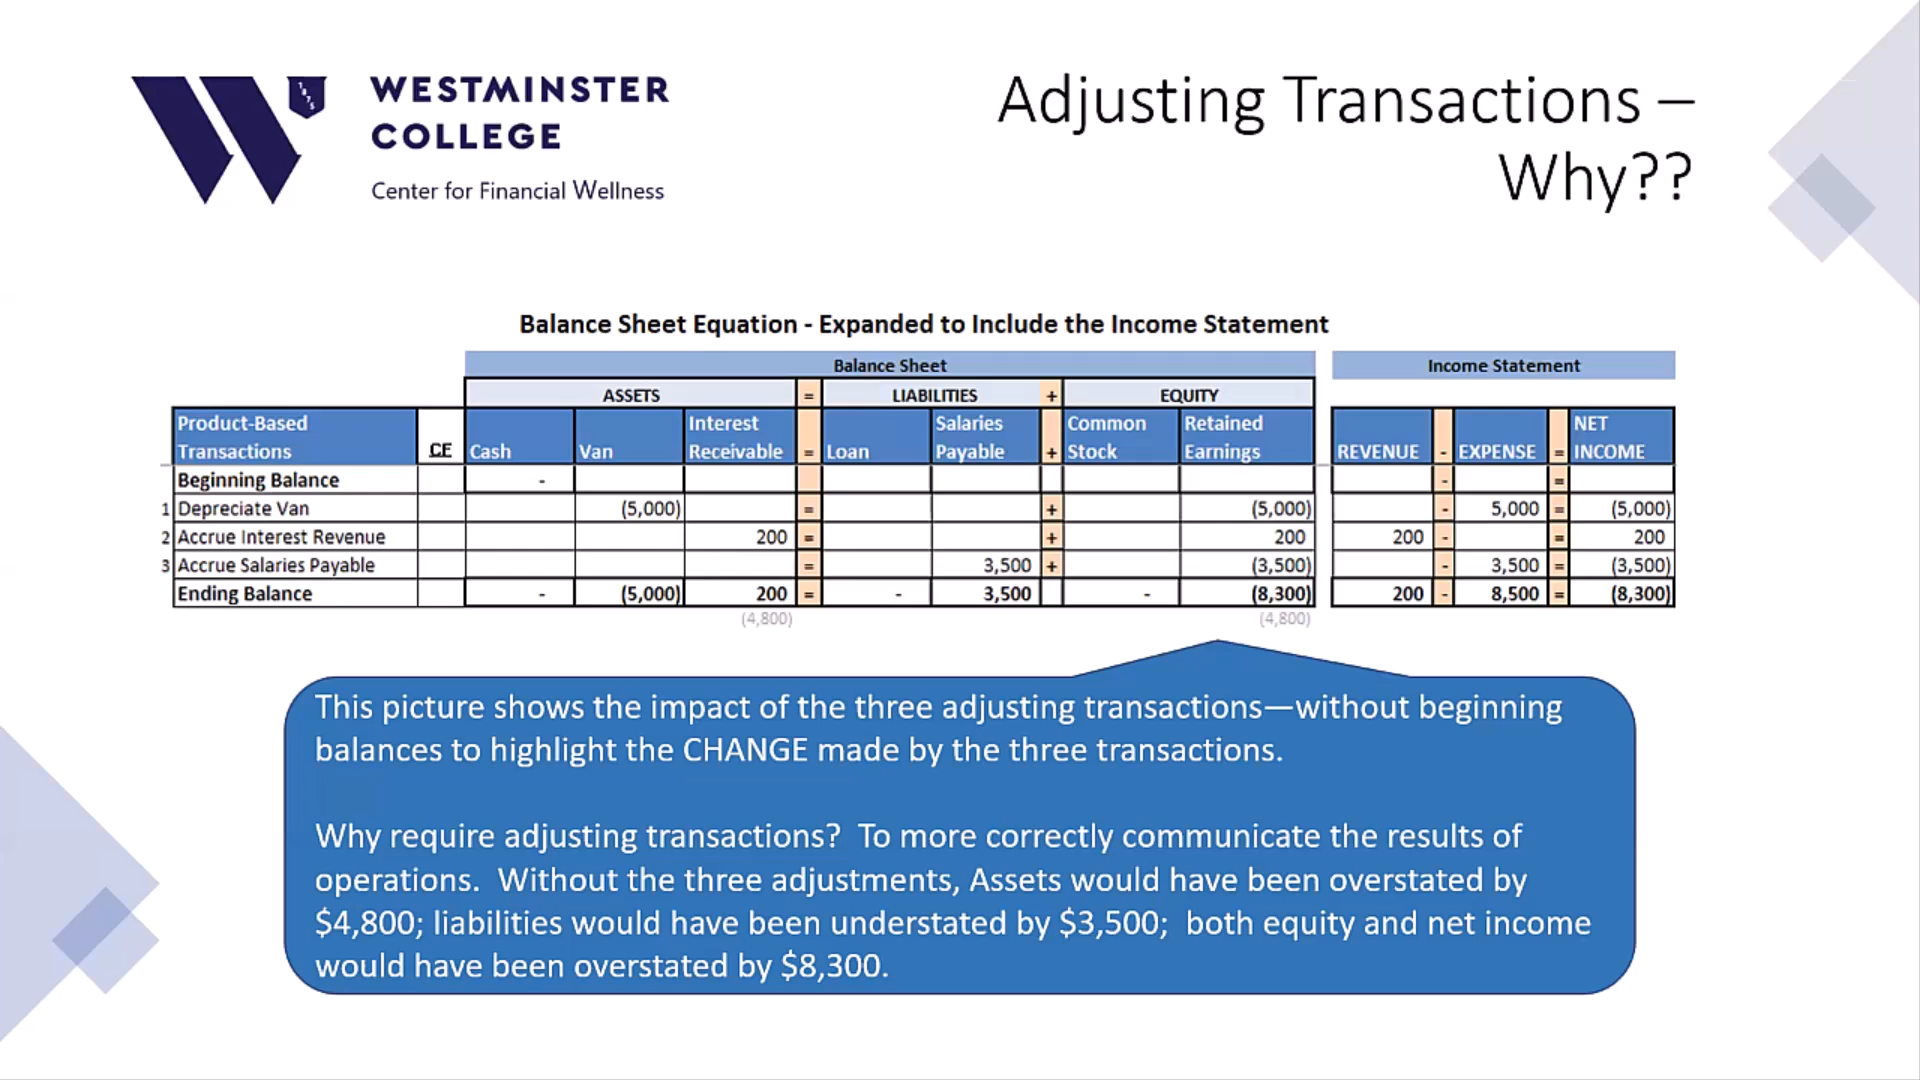 WESTMINSTER
COLLEGE
1875
Center for Financial Wellness
Adjusting Transactions –
Why??
Balance Sheet Equation - Expanded to Include the Income Statement
Balance Sheet Income Statement
ASSETS = LIABILITIES + EQUITY
Product-Based Transactions CE Cash Van Interest Receivable = Loan Salaries Payable + Common Stock Retained Earnings REVENUE - EXPENSE = NET INCOME
Beginning Balance - - =
1 Depreciate Van (5,000) = + (5,000) - 5,000 = (5,000)
2 Accrue Interest Revenue 200 = + 200 200 - = 200
3 Accrue Salaries Payable = 3,500 + (3,500) - 3,500 = (3,500)
Ending Balance - (5,000) 200 = - 3,500 - (8,300) 200 - 8,500 = (8,300)
(4,800) (4,800)
This picture shows the impact of the three adjusting transactions—without beginning
balances to highlight the CHANGE made by the three transactions.
Why require adjusting transactions? To more correctly communicate the results of
operations. Without the three adjustments, Assets would have been overstated by
$4,800; liabilities would have been understated by $3,500; both equity and net income
would have been overstated by $8,300.